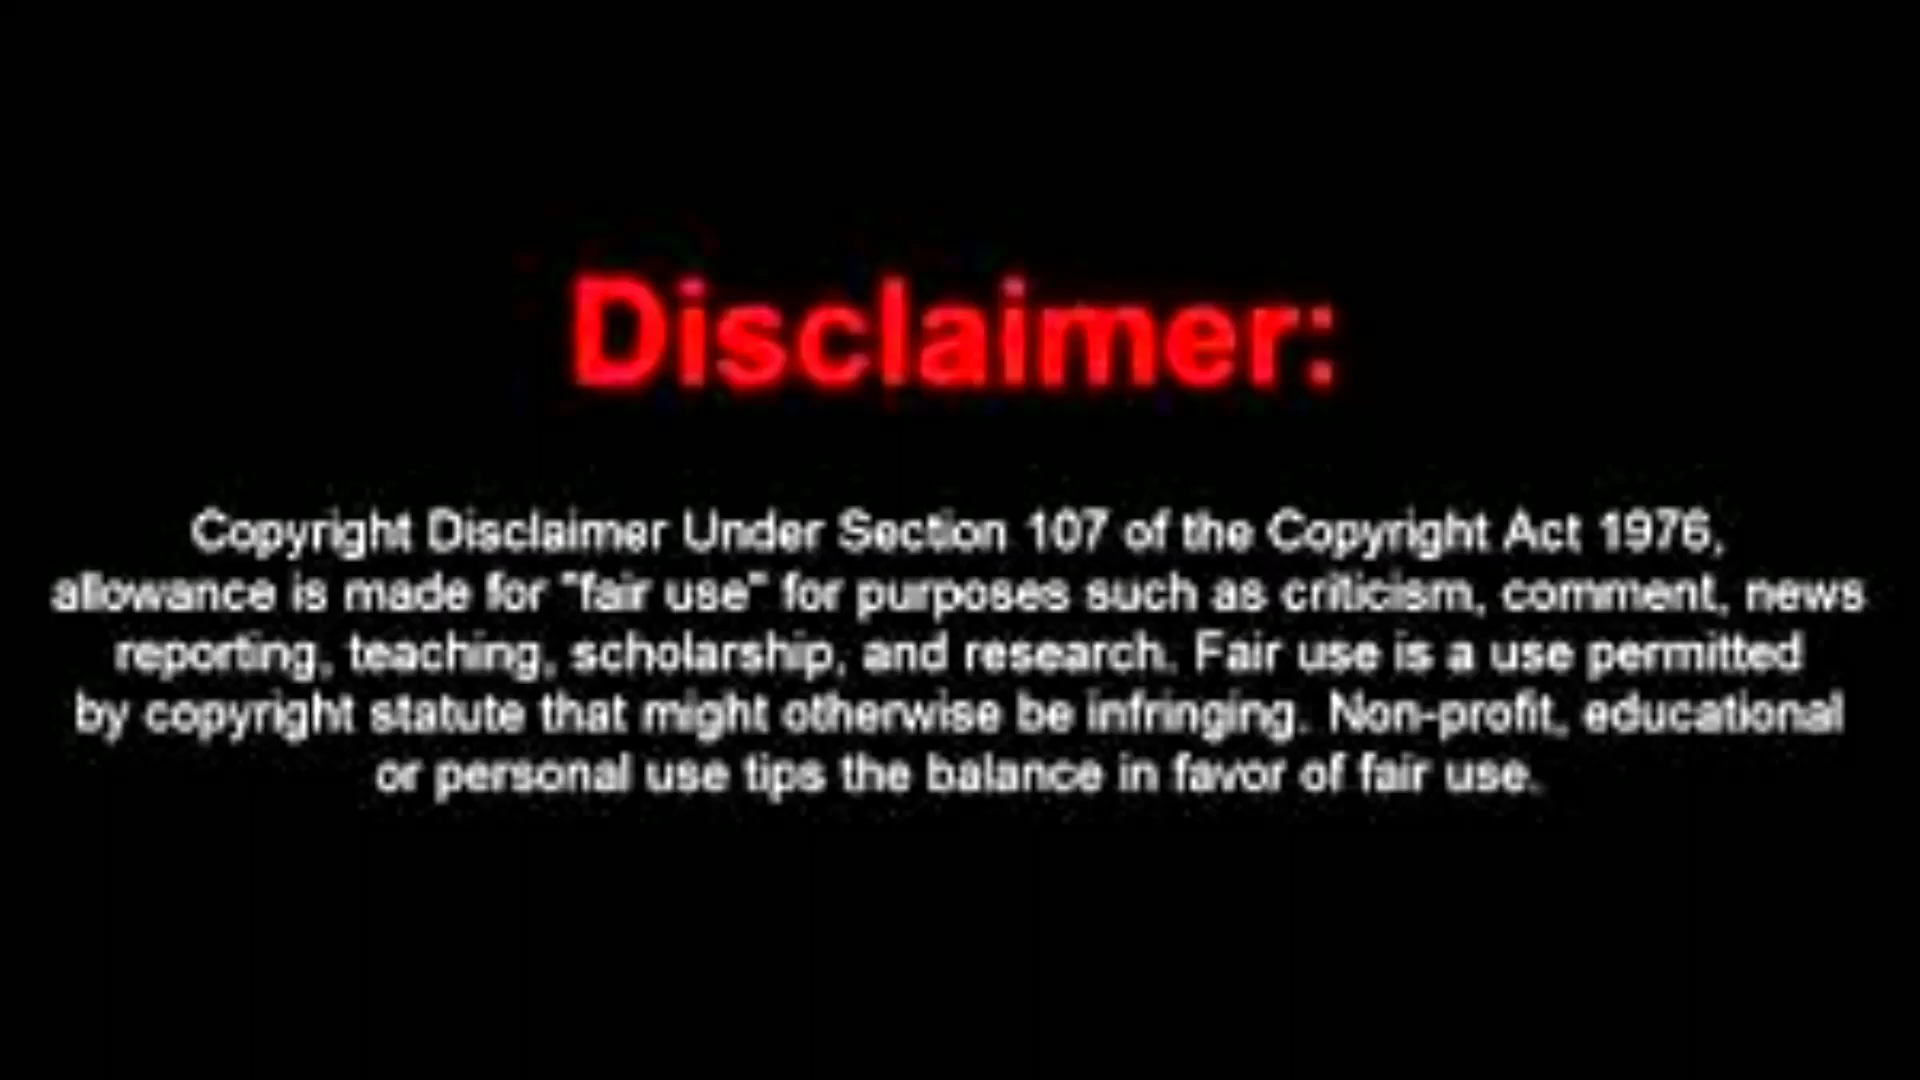 Disclaimer:
Copyright Disclaimer Under Section 107 of the Copyright Act 1976,
allowance is made for "fair use" for purposes such as criticism, comment, news
reporting, teaching, scholarship, and research. Fair use is a use permitted
by copyright statute that might otherwise be infringing. Non-profit, educational
or personal use tips the balance in favor of fair use.